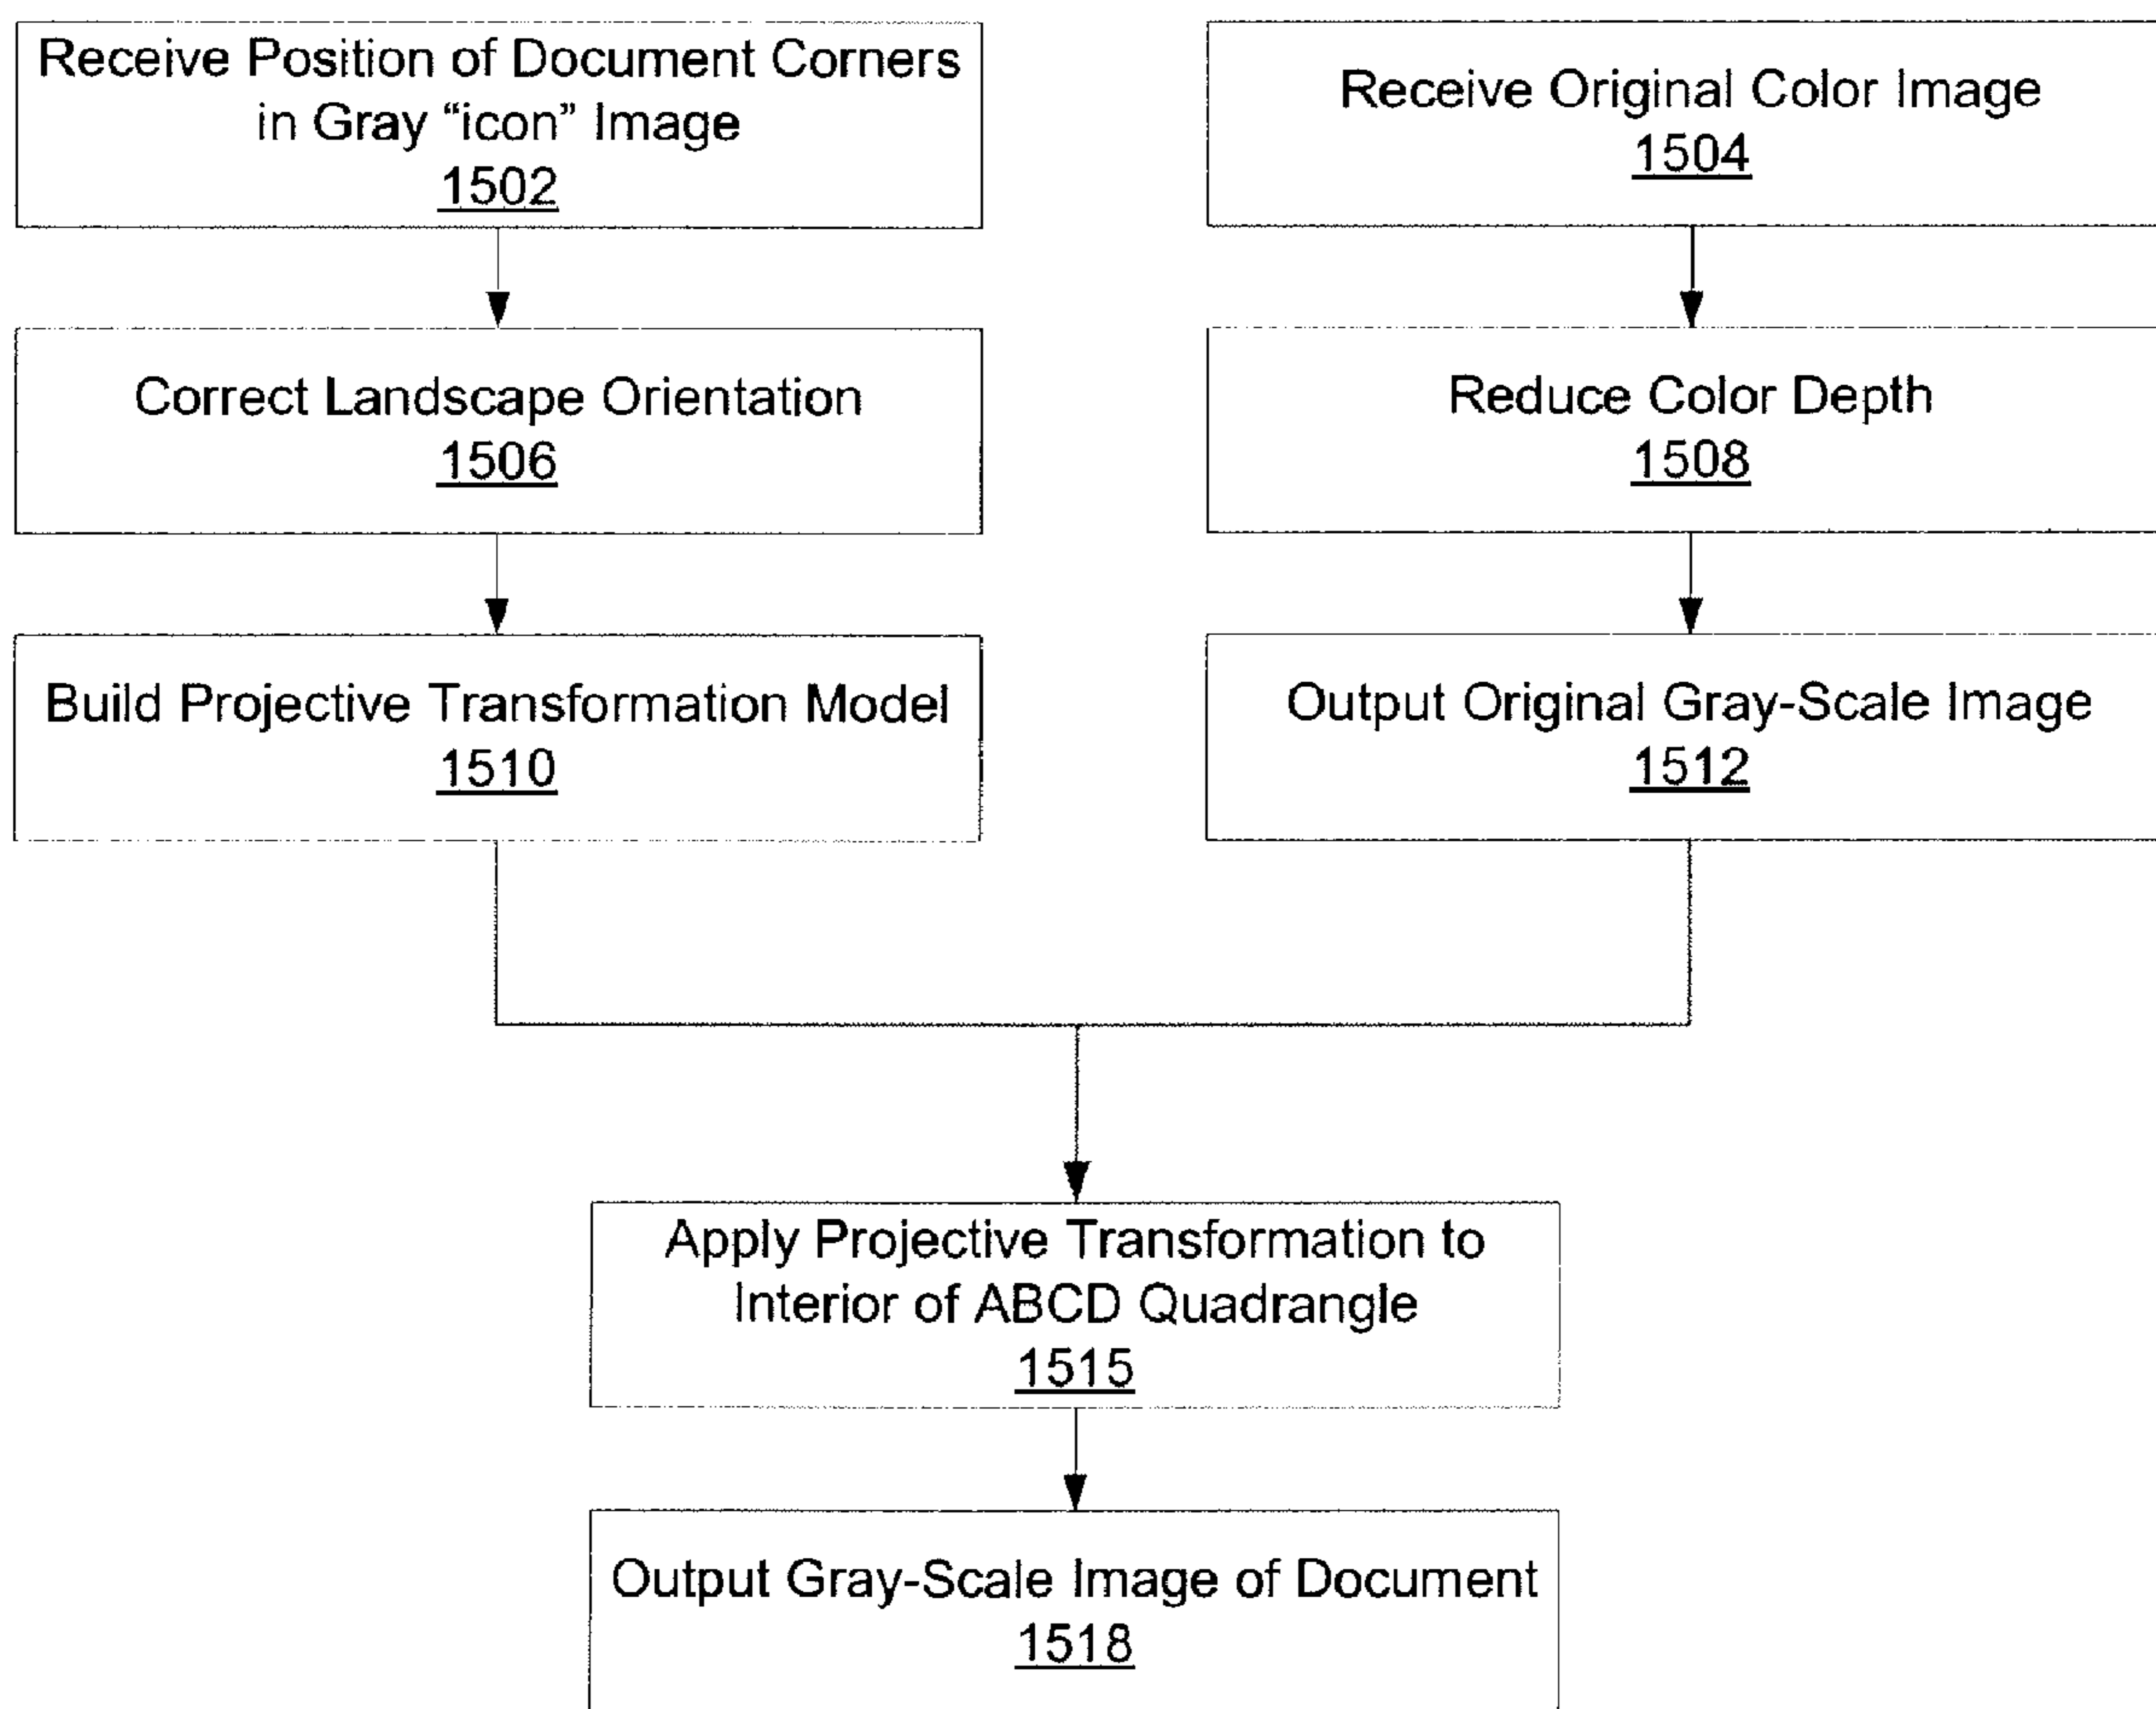 Receive Position of Document Corners
in Gray “icon” Image
1502
Receive Original Color Image
1504
Correct Landscape Orientation
1506
Reduce Color Depth
1508
Build Projective Transformation Model
1510
Output Original Gray-Scale Image
1512
Apply Projective Transformation to
Interior of ABCD Quadrangle
1515
Output Gray-Scale Image of Document
1518